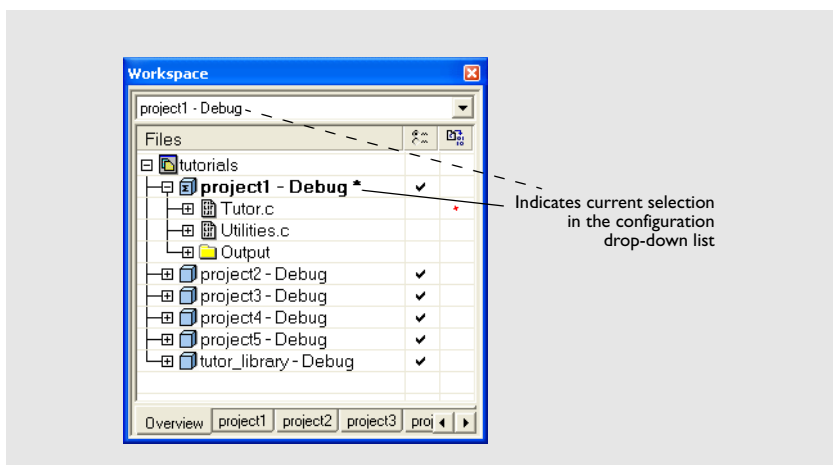 Workspace
project1 - Debug
Files
tutorials
project1 - Debug *
Tutor.c
Utilities.c
Output
project2 - Debug
project3 - Debug
project4 - Debug
project5 - Debug
tutor_library - Debug
Overview project1 project2 project3 proj
Indicates current selection
in the configuration
drop-down list